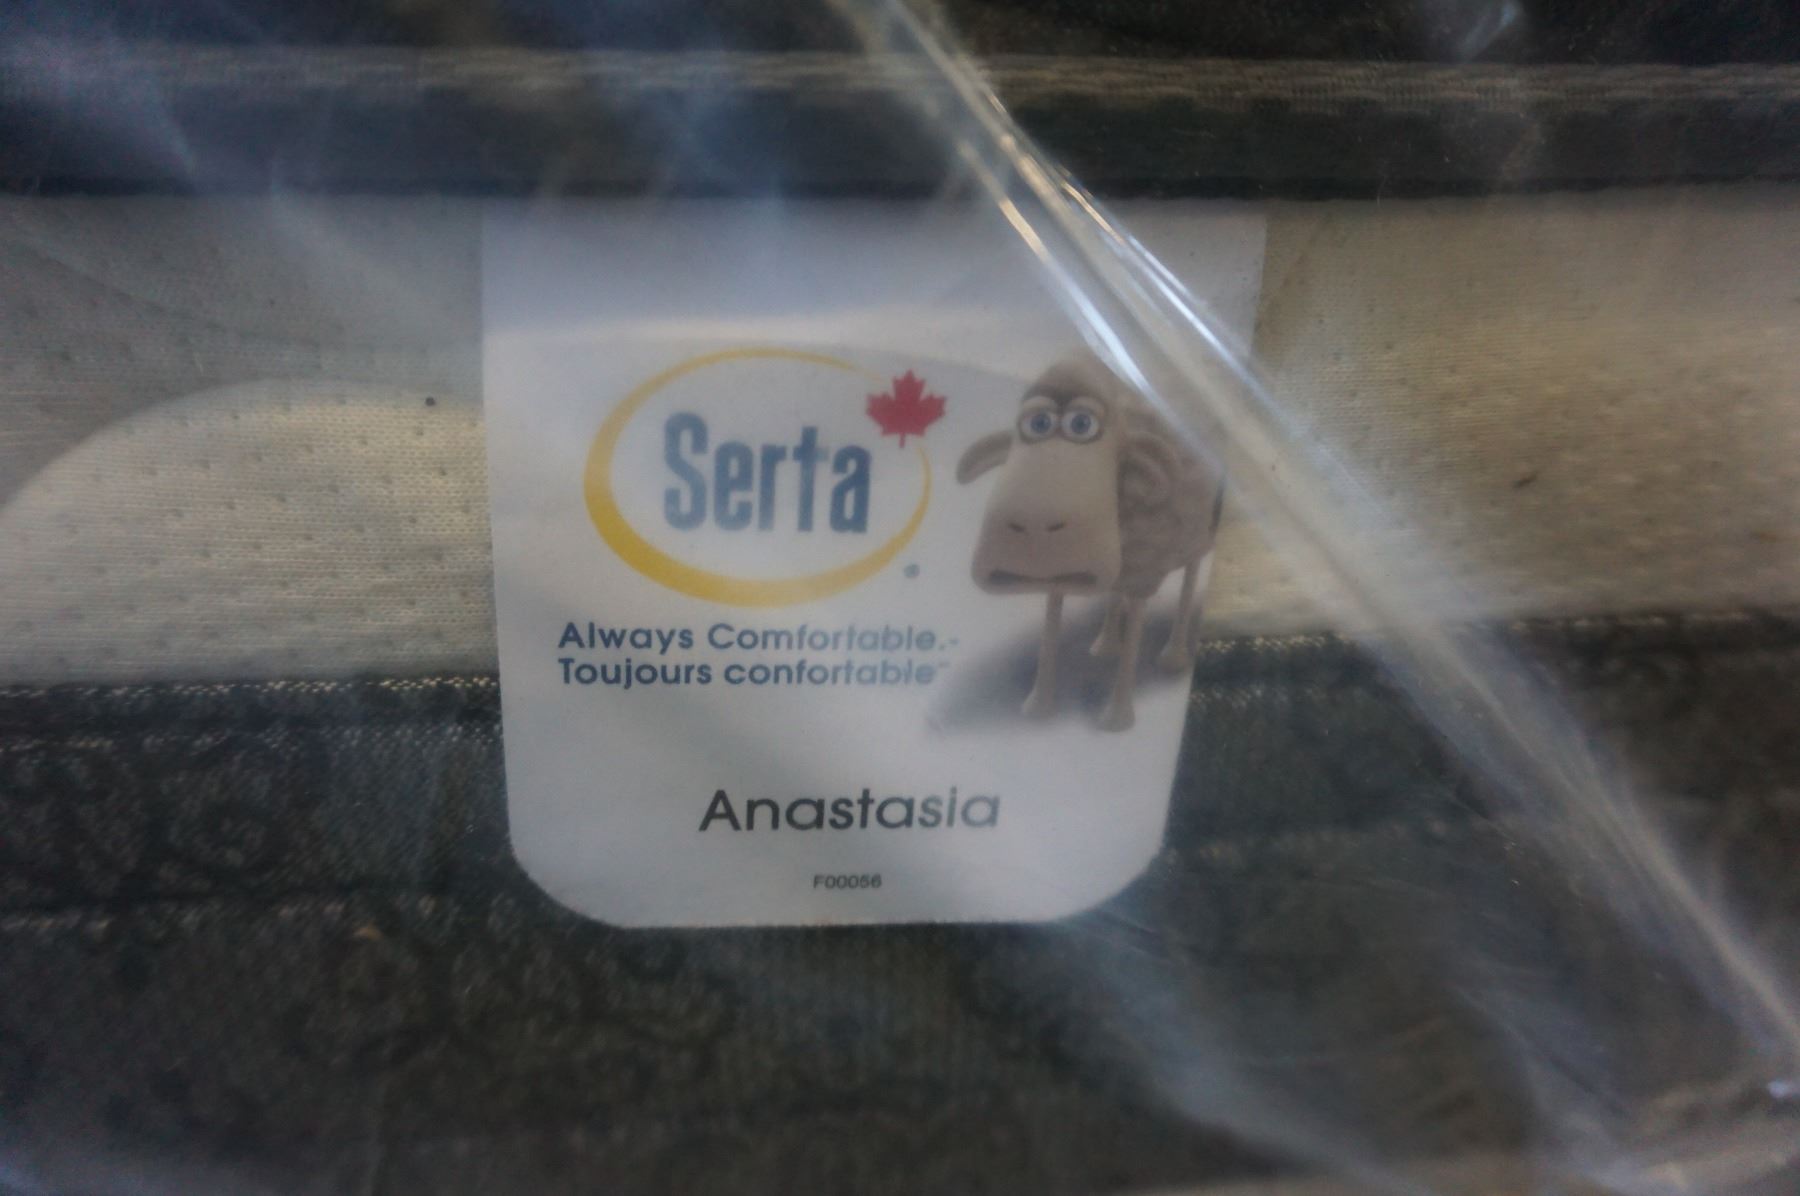 Serta
Always Comfortable.
Toujours confortable
Anastasia
F00056